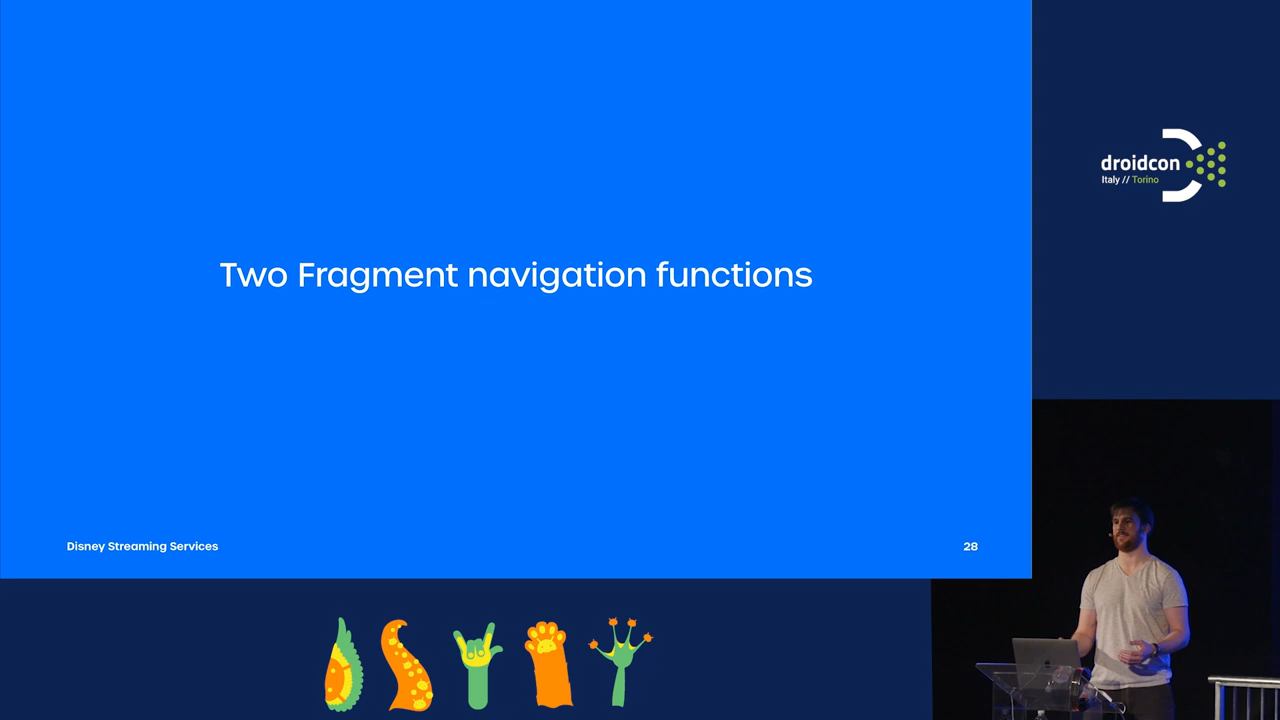 Two Fragment navigation functions
Disney Streaming Services
28
droidcon
Italy // Torino